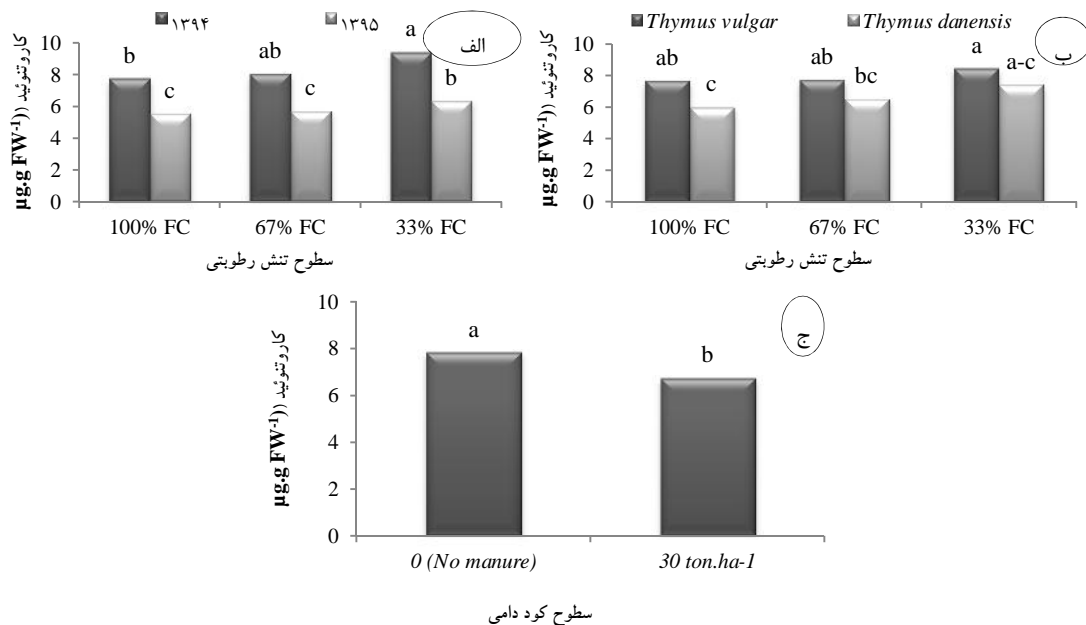 ■ ۱۳۹۴ ■ ۱۳۹۵
الف
کاروتنوئید ((µg.g FW-1)
10
8
6
4
2
0
b c ab c a b
100% FC 67% FC 33% FC
سطوح تنش رطوبتی
■ Thymus vulgar ■ Thymus danensis
ب
کاروتنوئید ((µg.g FW-1)
10
8
6
4
2
0
ab c ab bc a a-c
100% FC 67% FC 33% FC
سطوح تنش رطوبتی
ج
کاروتنوئید ((µg.g FW-1)
10
8
6
4
2
0
a b
0 (No manure) 30 ton.ha-1
سطوح کود دامی